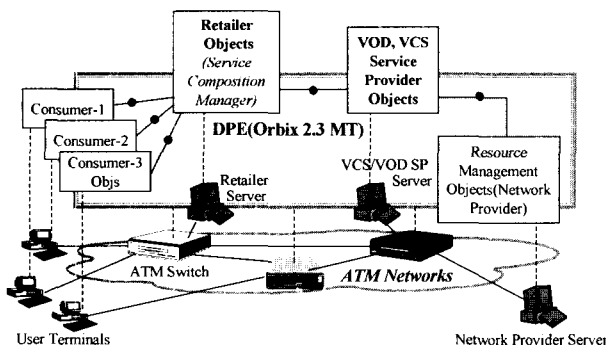 Retailer
Objects
(Service
Composition
Manager)
VOD, VCS
Service
Provider
Objects
Consumer-1
Consumer-2
Consumer-3
Objs
DPE(Orbix 2.3 MT)
Resource
Management
Objects(Network
Provider)
Retailer
Server
VCS/VOD SP
Server
ATM Switch
ATM Networks
User Terminals
Network Provider Server